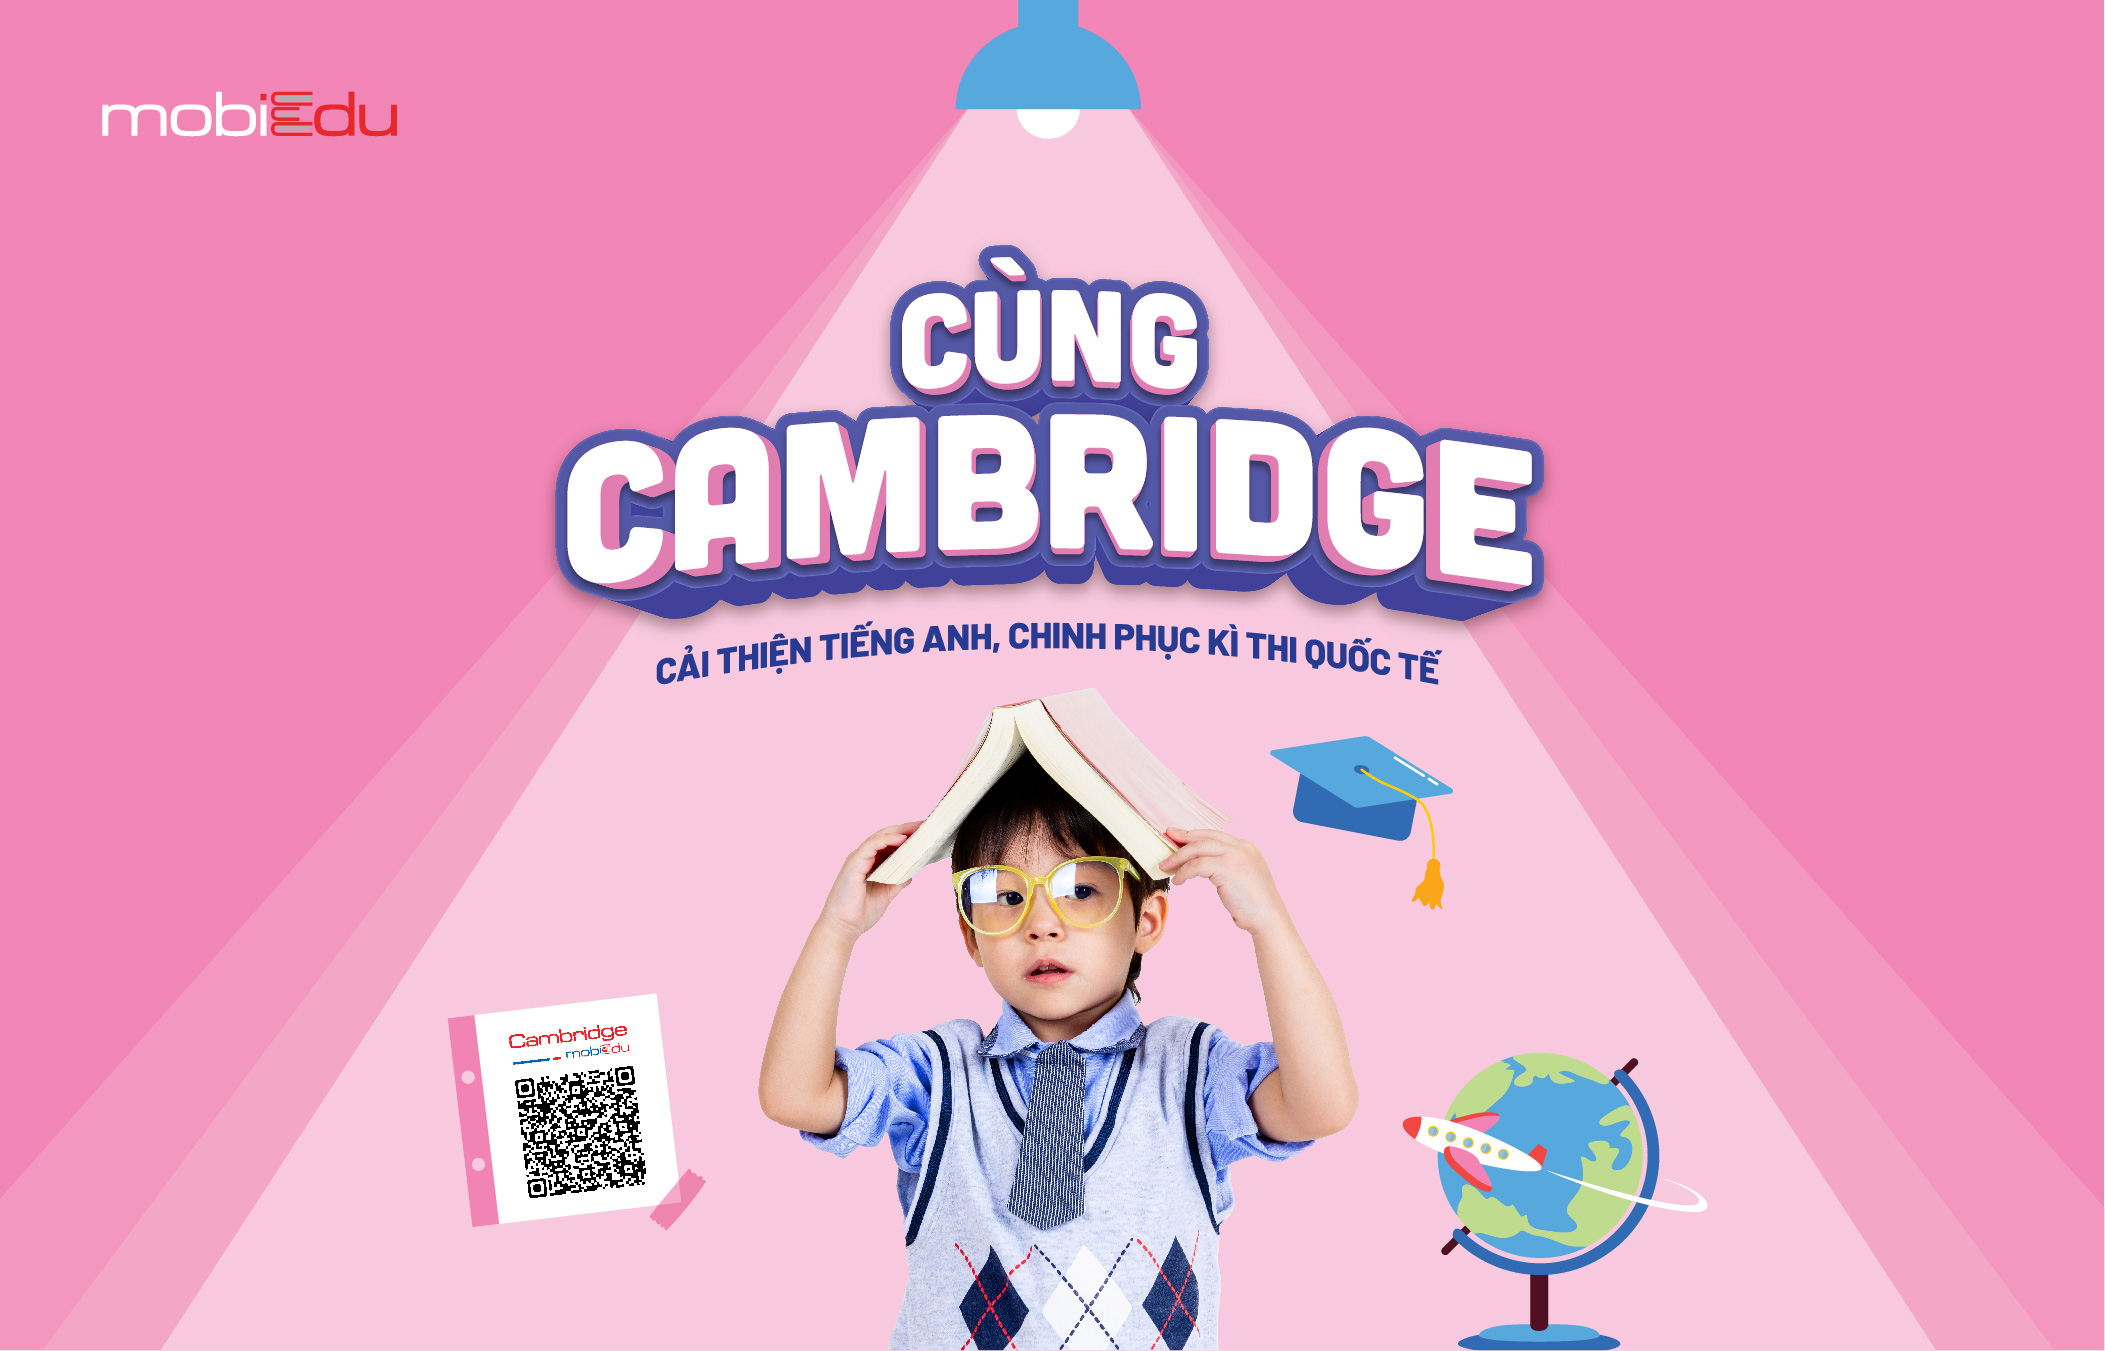 mobiEdu
CÙNG
CAMBRIDGE
CẢI THIỆN TIẾNG ANH, CHINH PHỤC KÌ THI QUỐC TẾ
Cambridge
mobiEdu